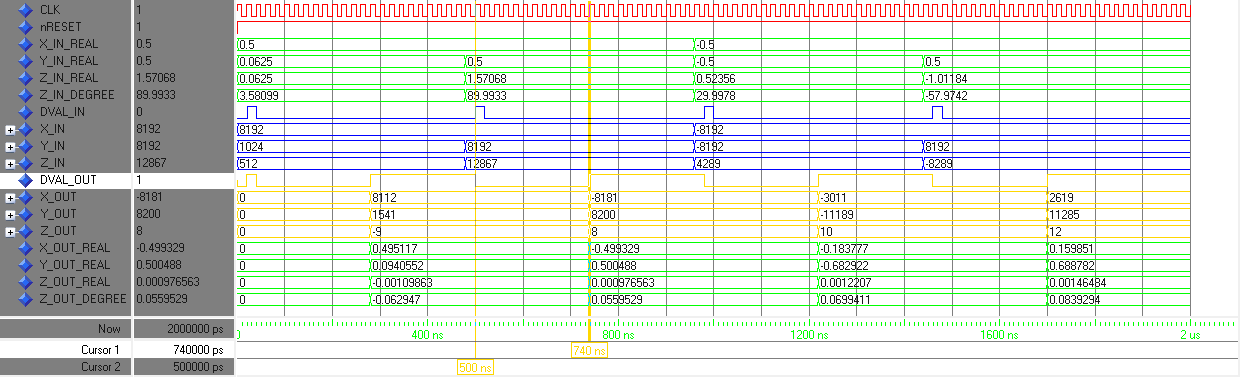 CLK 1
nRESET 1
X_IN_REAL 0.5 0.5 -0.5
Y_IN_REAL 0.5 0.0625 0.5 -0.5 0.5
Z_IN_REAL 1.57068 0.0625 1.57068 0.52356 -1.01184
Z_IN_DEGREE 89.9933 3.58099 89.9933 29.9978 -57.9742
DVAL_IN 0
X_IN 8192 8192 -8192
Y_IN 8192 1024 8192 -8192 8192
Z_IN 12867 512 12867 4289 -8289
DVAL_OUT 1
X_OUT -8181 0 8112 -8181 -3011 2619
Y_OUT 8200 0 1541 8200 -11189 11285
Z_OUT 8 0 -9 8 10 12
X_OUT_REAL -0.499329 0 0.495117 -0.499329 -0.183777 0.159851
Y_OUT_REAL 0.500488 0 0.0940552 0.500488 -0.682922 0.688782
Z_OUT_REAL 0.000976563 0 -0.00109863 0.000976563 0.0012207 0.00146484
Z_OUT_DEGREE 0.0559529 0 -0.062947 0.0559529 0.0699411 0.0839294
Now 2000000 ps 0 400 ns 800 ns 1200 ns 1600 ns 2 us
Cursor 1 740000 ps 740 ns
Cursor 2 500000 ps 500 ns